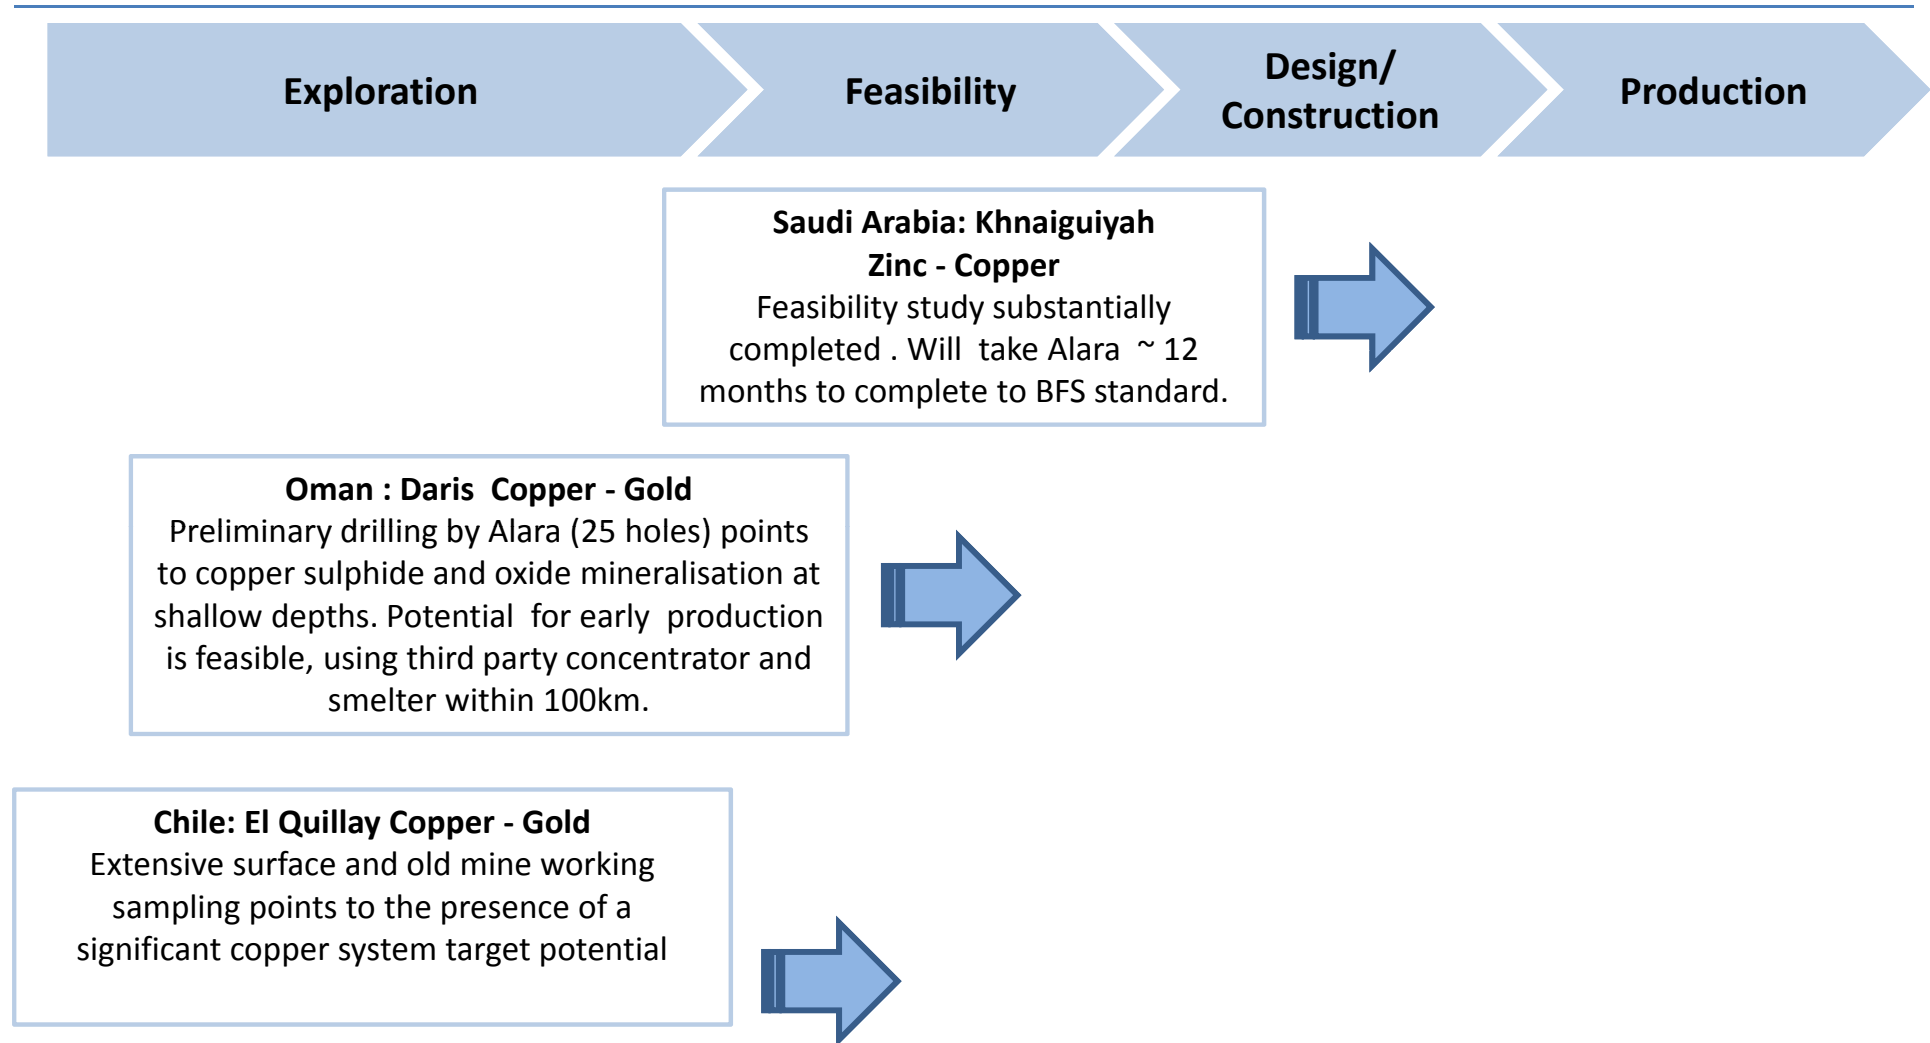 Exploration
Feasibility
Design/
Construction
Production
Saudi Arabia: Khnaiguiyah
Zinc - Copper
Feasibility study substantially
completed . Will take Alara ~ 12
months to complete to BFS standard.
Oman : Daris Copper - Gold
Preliminary drilling by Alara (25 holes) points
to copper sulphide and oxide mineralisation at
shallow depths. Potential for early production
is feasible, using third party concentrator and
smelter within 100km.
Chile: El Quillay Copper - Gold
Extensive surface and old mine working
sampling points to the presence of a
significant copper system target potential